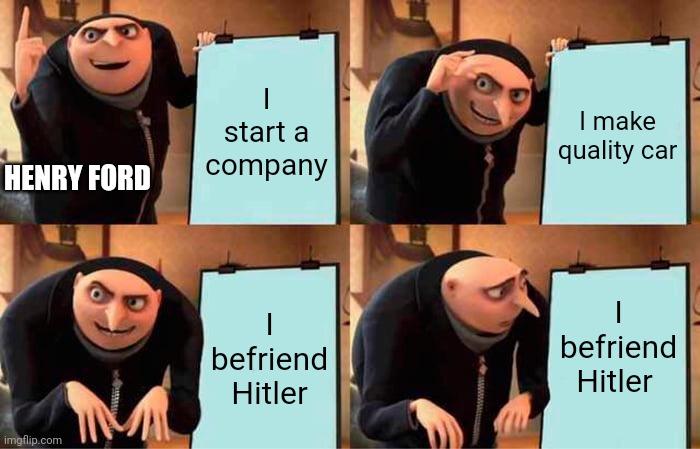 HENRY FORD
I
start a
company
I make
quality car
I
befriend
Hitler
I
befriend
Hitler
imgflip.com